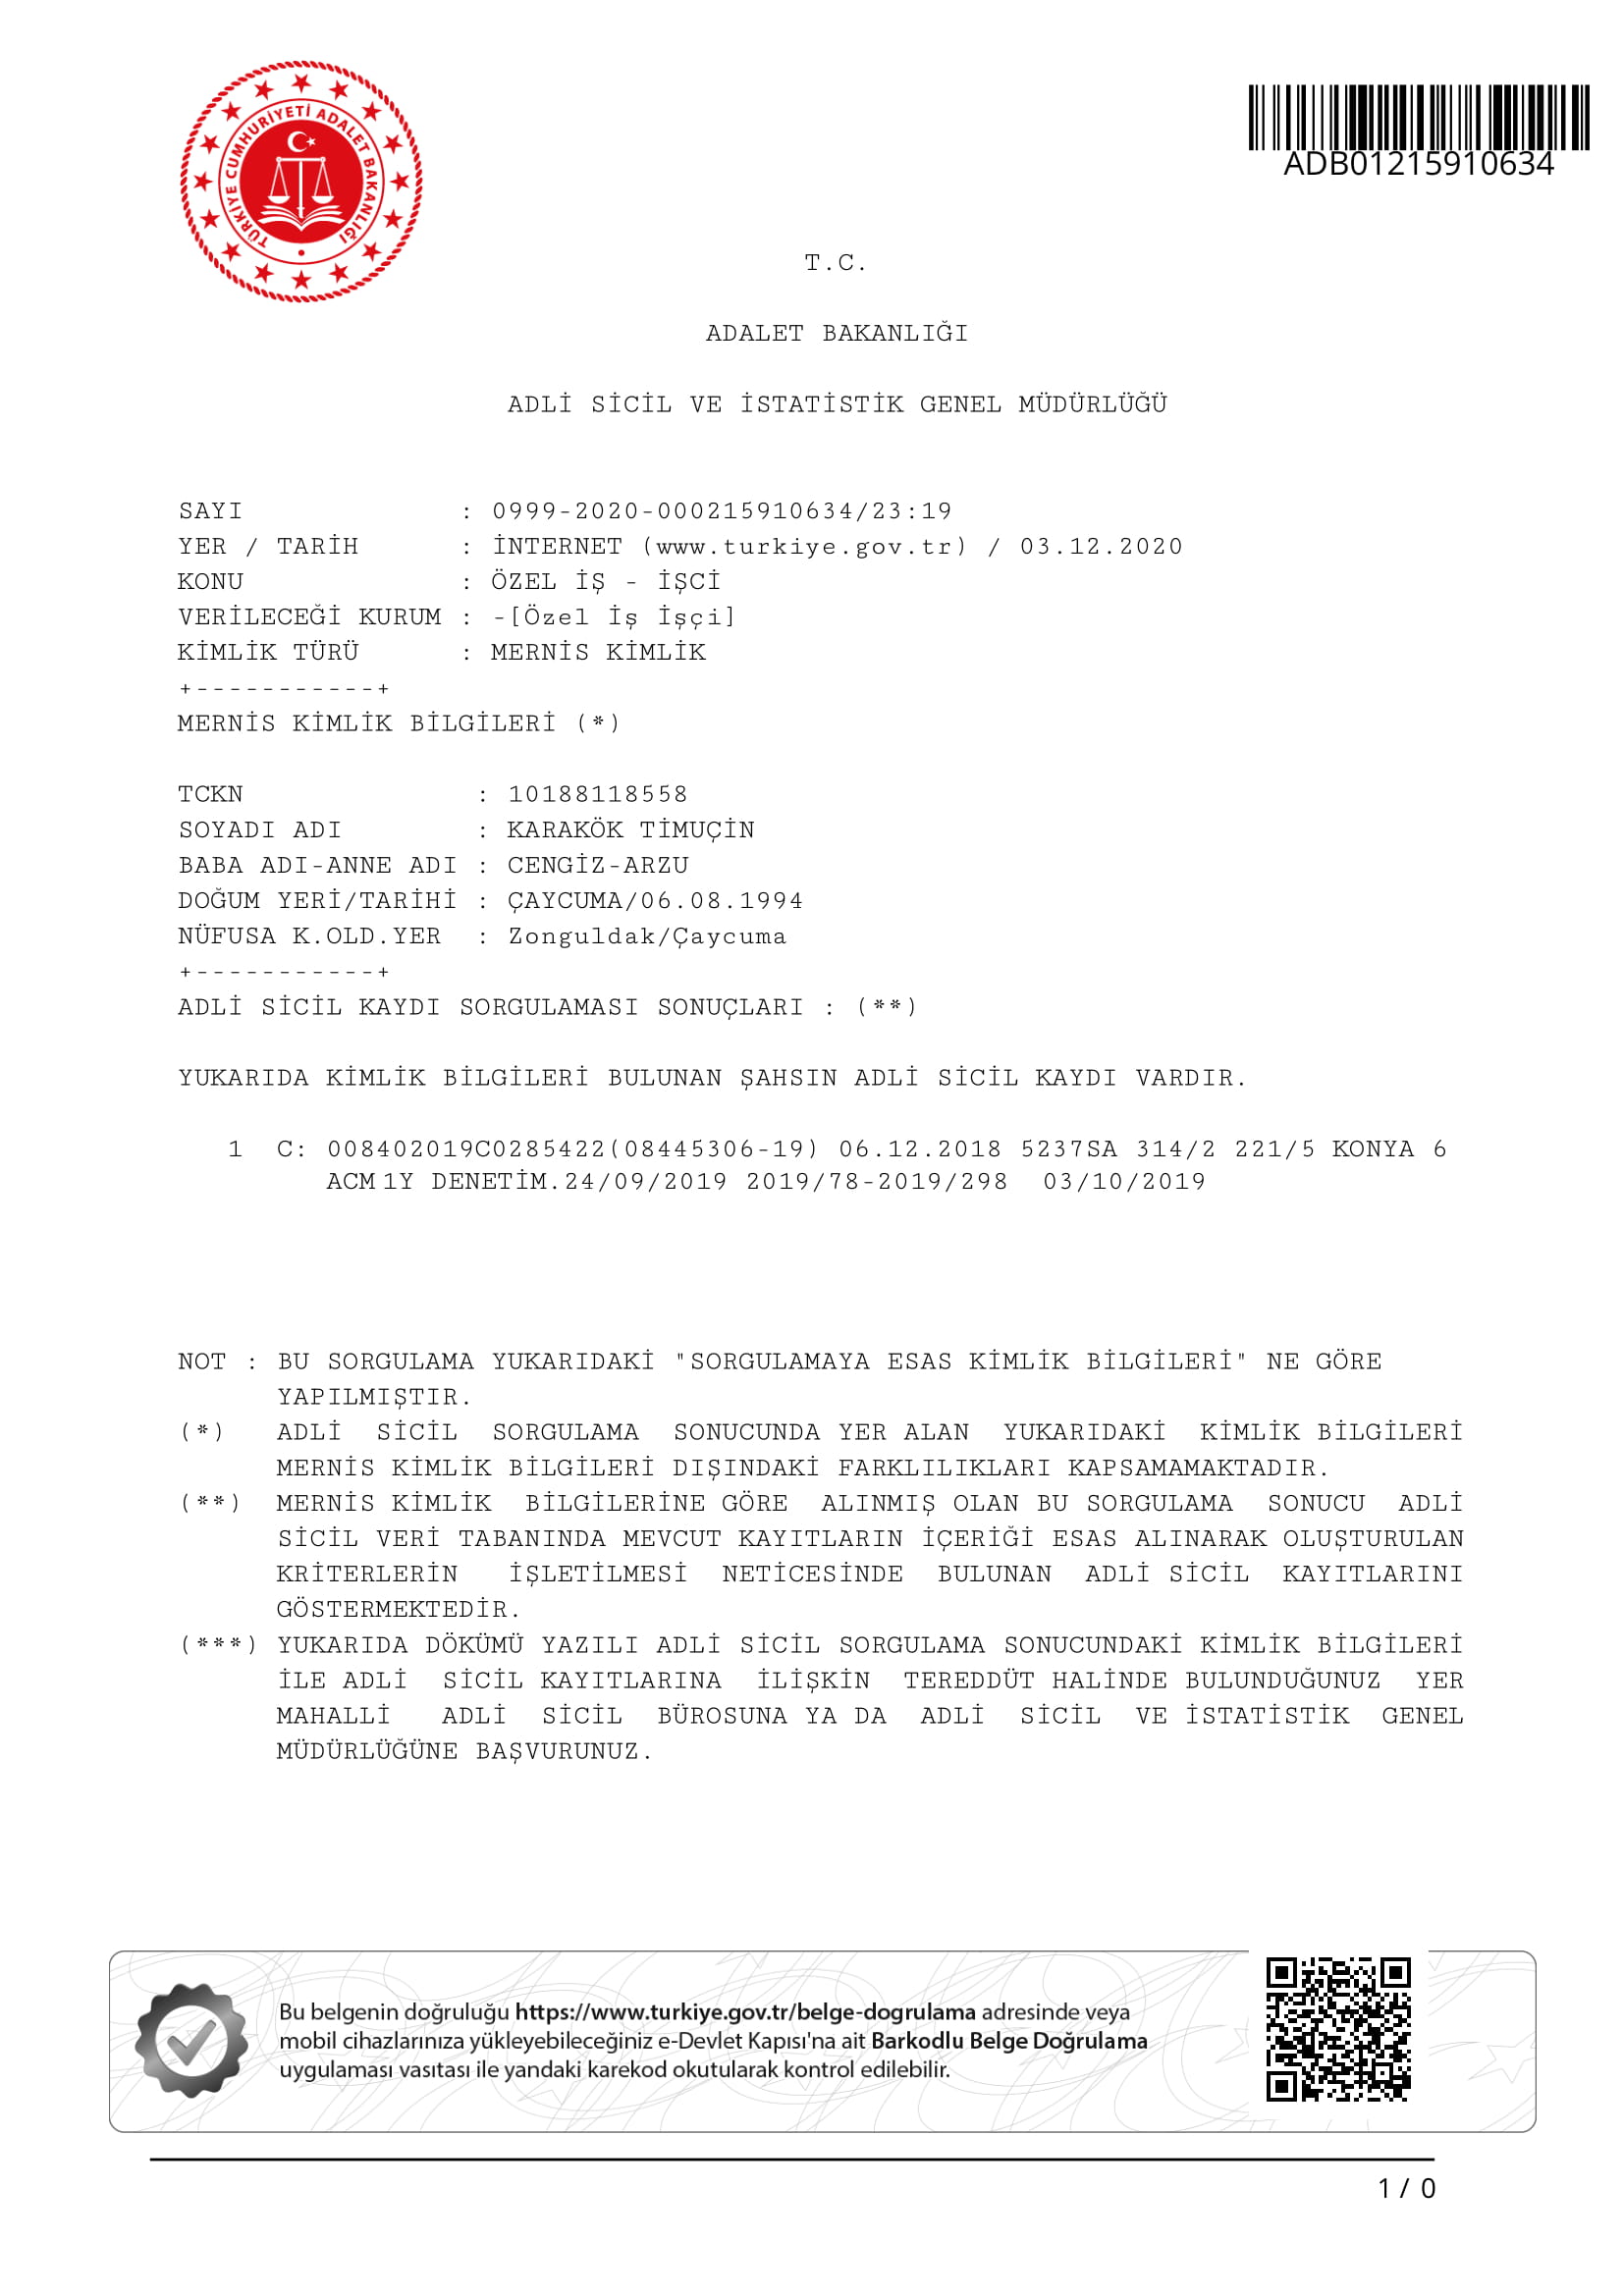 TÜRKİYE CUMHURİYETİ ADALET BAKANLIĞI
ADB01215910634
T.C.
ADALET BAKANLIĞI
ADLİ SİCİL VE İSTATİSTİK GENEL MÜDÜRLÜĞÜ
SAYI : 0999-2020-000215910634/23:19
YER / TARİH : İNTERNET (www.turkiye.gov.tr) / 03.12.2020
KONU : ÖZEL İŞ - İŞCİ
VERİLECEĞİ KURUM : -[Özel İş İşçi]
KİMLİK TÜRÜ : MERNİS KİMLİK
+-----------+
MERNİS KİMLİK BİLGİLERİ (*)
TCKN : 10188118558
SOYADI ADI : KARAKÖK TİMUÇİN
BABA ADI-ANNE ADI : CENGİZ-ARZU
DOĞUM YERİ/TARİHİ : ÇAYCUMA/06.08.1994
NÜFUSA K.OLD.YER : Zonguldak/Çaycuma
+-----------+
ADLİ SİCİL KAYDI SORGULAMASI SONUÇLARI : (**)
YUKARIDA KİMLİK BİLGİLERİ BULUNAN ŞAHSIN ADLİ SİCİL KAYDI VARDIR.
1 C: 008402019C0285422(08445306-19) 06.12.2018 5237SA 314/2 221/5 KONYA 6
ACM 1Y DENETİM.24/09/2019 2019/78-2019/298 03/10/2019
NOT : BU SORGULAMA YUKARIDAKİ "SORGULAMAYA ESAS KİMLİK BİLGİLERİ" NE GÖRE
YAPILMIŞTIR.
(*) ADLİ SİCİL SORGULAMA SONUCUNDA YER ALAN YUKARIDAKİ KİMLİK BİLGİLERİ
MERNİS KİMLİK BİLGİLERİ DIŞINDAKİ FARKLILIKLARI KAPSAMAMAKTADIR.
(**) MERNİS KİMLİK BİLGİLERİNE GÖRE ALINMIŞ OLAN BU SORGULAMA SONUCU ADLİ
SİCİL VERİ TABANINDA MEVCUT KAYITLARIN İÇERİĞİ ESAS ALINARAK OLUŞTURULAN
KRİTERLERİN İŞLETİLMESİ NETİCESİNDE BULUNAN ADLİ SİCİL KAYITLARINI
GÖSTERMEKTEDİR.
(***) YUKARIDA DÖKÜMÜ YAZILI ADLİ SİCİL SORGULAMA SONUCUNDAKİ KİMLİK BİLGİLERİ
İLE ADLİ SİCİL KAYITLARINA İLİŞKİN TEREDDÜT HALİNDE BULUNDUĞUNUZ YER
MAHALLİ ADLİ SİCİL BÜROSUNA YA DA ADLİ SİCİL VE İSTATİSTİK GENEL
MÜDÜRLÜĞÜNE BAŞVURUNUZ.
Bu belgenin doğruluğu https://www.turkiye.gov.tr/belge-dogrulama adresinde veya
mobil cihazlarınıza yükleyebileceğiniz e-Devlet Kapısı'na ait Barkodlu Belge Doğrulama
uygulaması vasıtası ile yandaki karekod okutularak kontrol edilebilir.
1 / 0